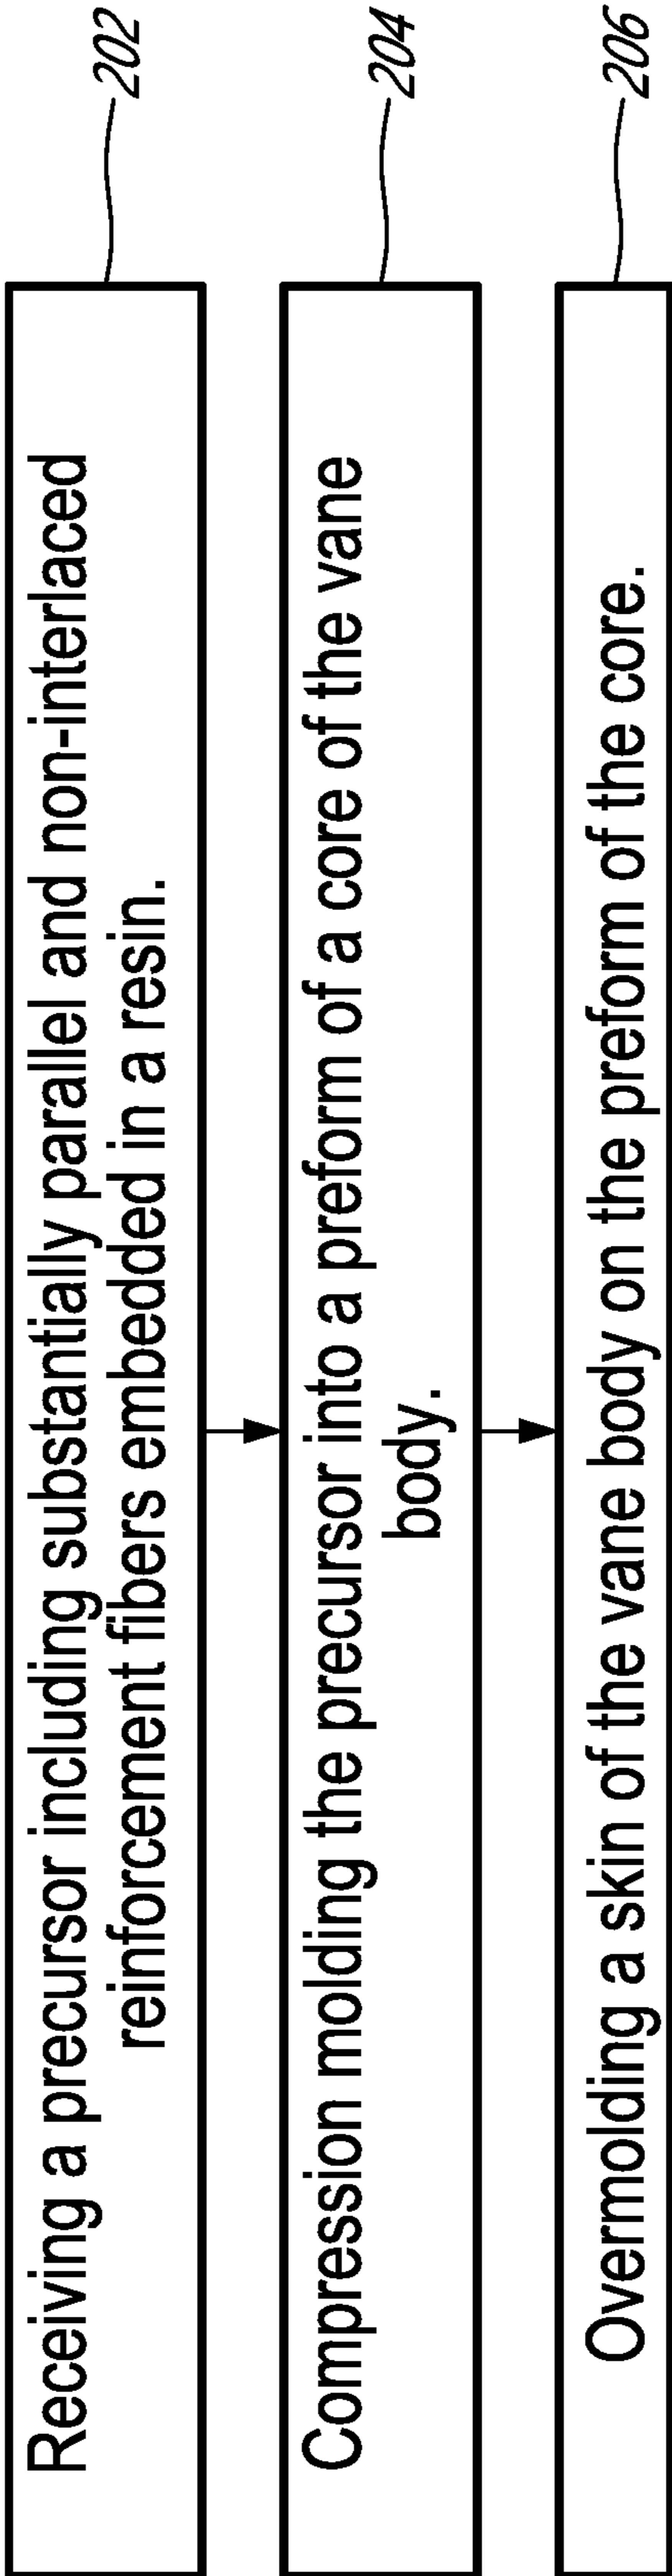 Receiving a precursor including substantially parallel and non-interlaced
reinforcement fibers embedded in a resin.
202
Compression molding the precursor into a preform of a core of the vane
body.
204
Overmolding a skin of the vane body on the preform of the core.
206